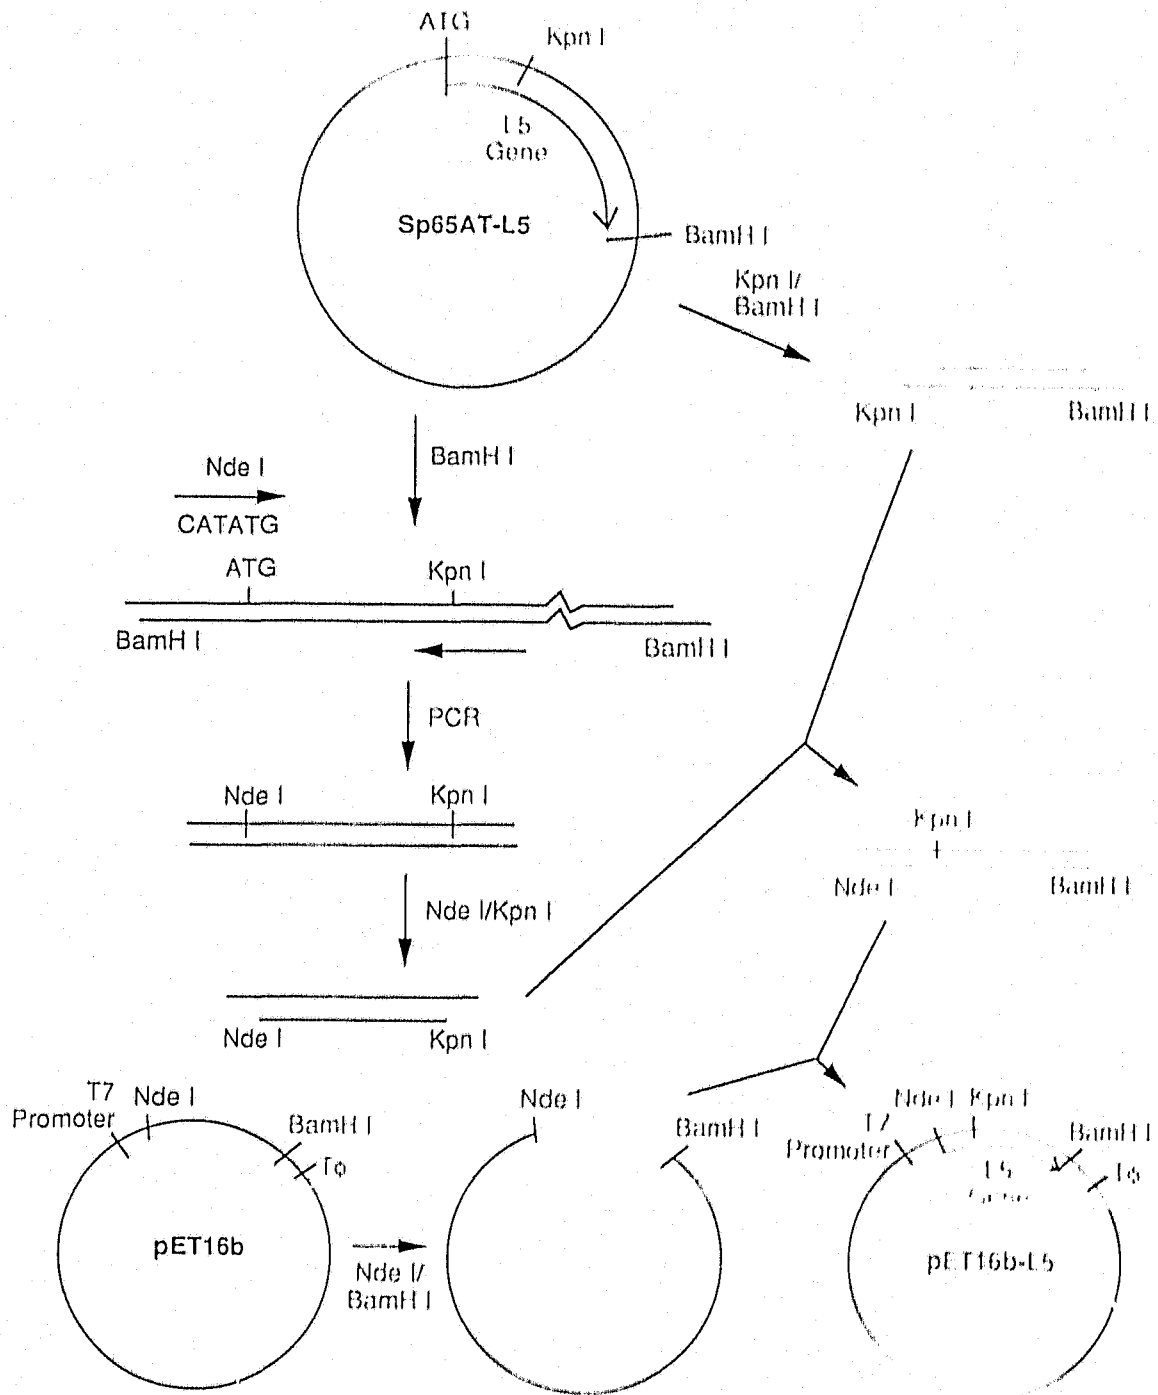 ATG
Kpn I
L5
Gene
Sp65AT-L5
BamH I
Kpn I/
BamH I
Kpn I
BamH I
BamH I
Nde I
CATATG
ATG
Kpn I
BamH I
BamH I
PCR
Nde I
Kpn I
Kpn I
Nde I
BamH I
Nde I/Kpn I
Nde I
Kpn I
T7
Promoter
Nde I
BamH I
Tϕ
pET16b
Nde I/
BamH I
Nde I
BamH I
T7
Promoter
Nde I
Kpn I
BamH I
Tϕ
L5
Gene
pET16b-L5